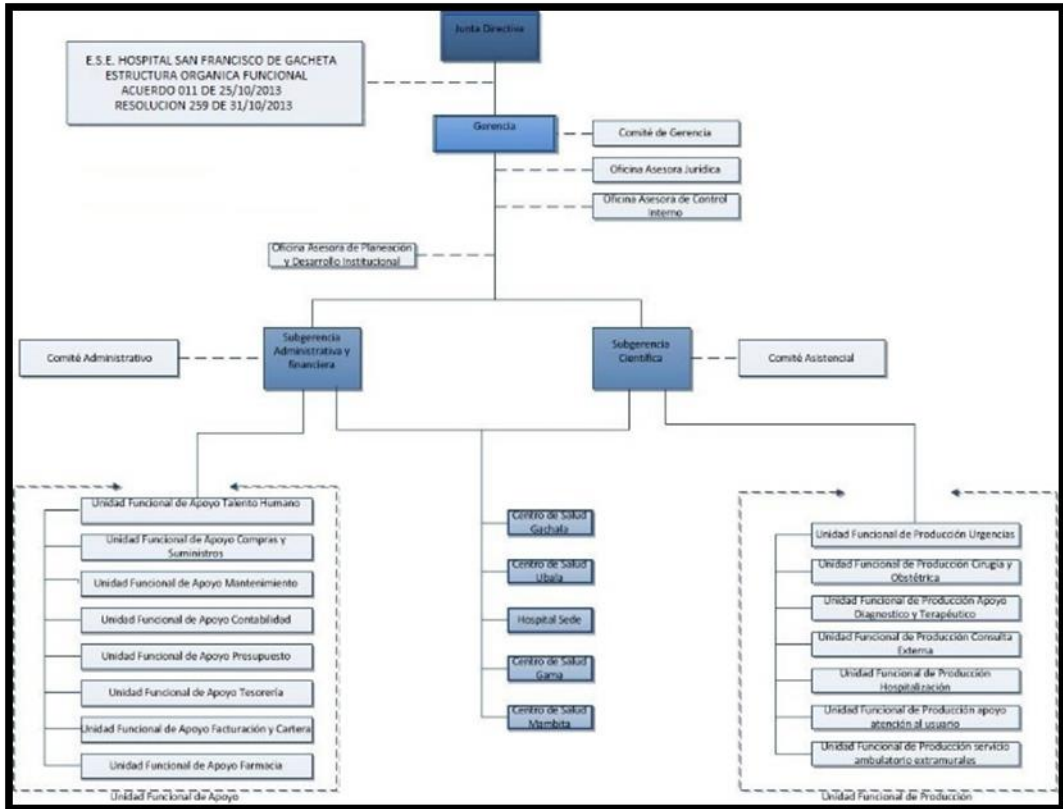 Junta Directiva
E.S.E. HOSPITAL SAN FRANCISCO DE GACHETA
ESTRUCTURA ORGANICA FUNCIONAL
ACUERDO 011 DE 25/10/2013
RESOLUCION 259 DE 31/10/2013
Gerencia
Comité de Gerencia
Oficina Asesora Jurídica
Oficina Asesora de Control
Interno
Oficina Asesora de Planeación
y Desarrollo Institucional
Subgerencia
Administrativa y
financiera
Subgerencia
Científica
Comité Administrativo
Comité Asistencial
Unidad Funcional de Apoyo Talento Humano
Unidad Funcional de Apoyo Compras y
Suministros
Unidad Funcional de Apoyo Mantenimiento
Unidad Funcional de Apoyo Contabilidad
Unidad Funcional de Apoyo Presupuesto
Unidad Funcional de Apoyo Tesorería
Unidad Funcional de Apoyo Facturación y Cartera
Unidad Funcional de Apoyo Farmacia
Unidad Funcional de Apoyo
Centro de Salud
Gachala
Centro de Salud
Ubala
Hospital Sede
Centro de Salud
Gama
Centro de Salud
Mambita
Unidad Funcional de Producción Urgencias
Unidad Funcional de Producción Cirugía y
Obstétrica
Unidad Funcional de Producción Apoyo
Diagnostico y Terapéutico
Unidad Funcional de Producción Consulta
Externa
Unidad Funcional de Producción
Hospitalización
Unidad Funcional de Producción apoyo
atención al usuario
Unidad Funcional de Producción servicio
ambulatorio extramurales
Unidad Funcional de Producción